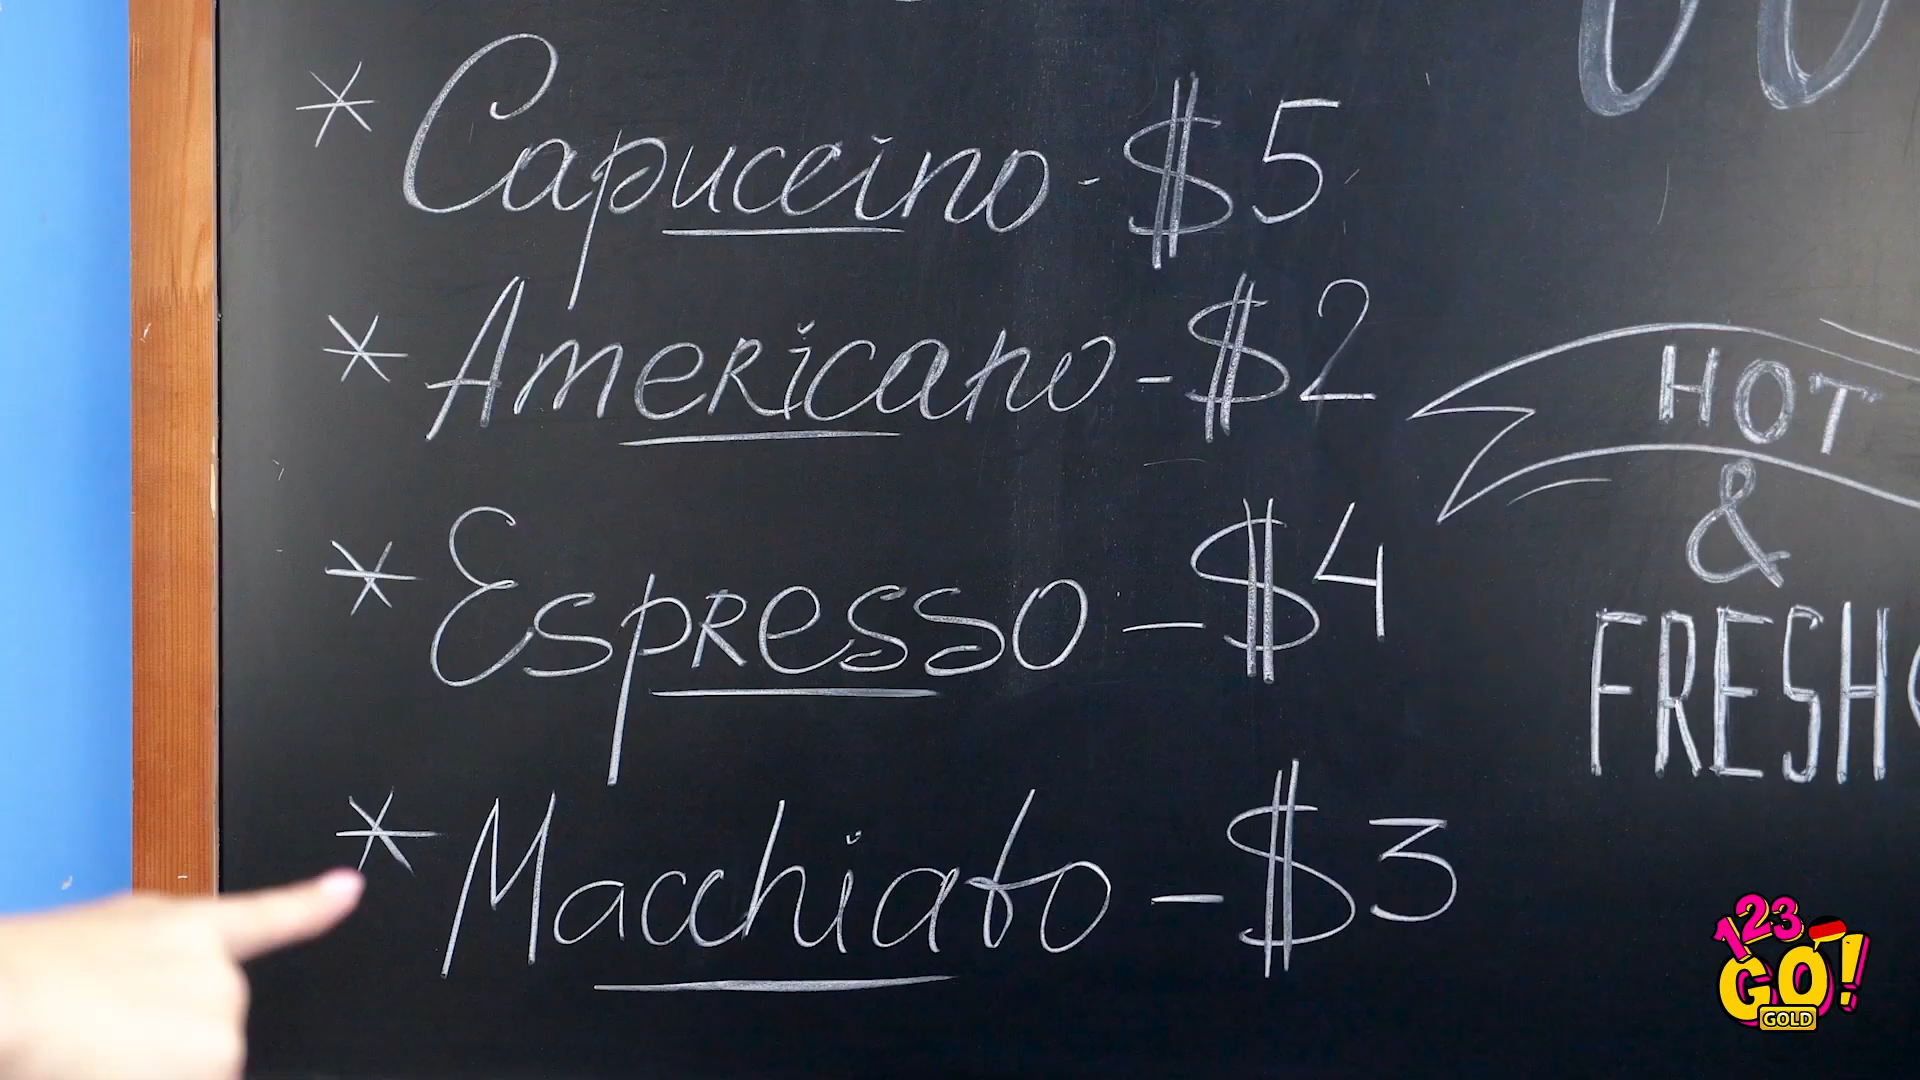 * Capuccino - $5
* Americano - $2
* Espresso - $4
* Macchiato - $3
HOT
&
FRESH
123
GO!
GOLD